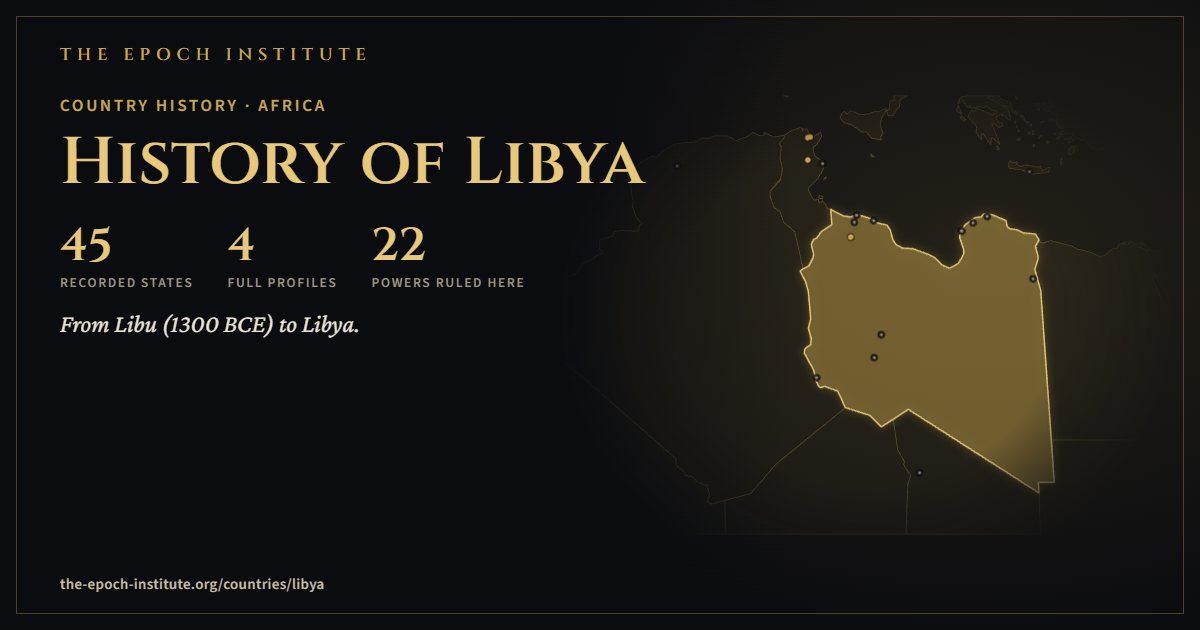 THE EPOCH INSTITUTE
COUNTRY HISTORY · AFRICA
History of Libya
45 4 22
RECORDED STATES FULL PROFILES POWERS RULED HERE
From Libu (1300 BCE) to Libya.
the-epoch-institute.org/countries/libya